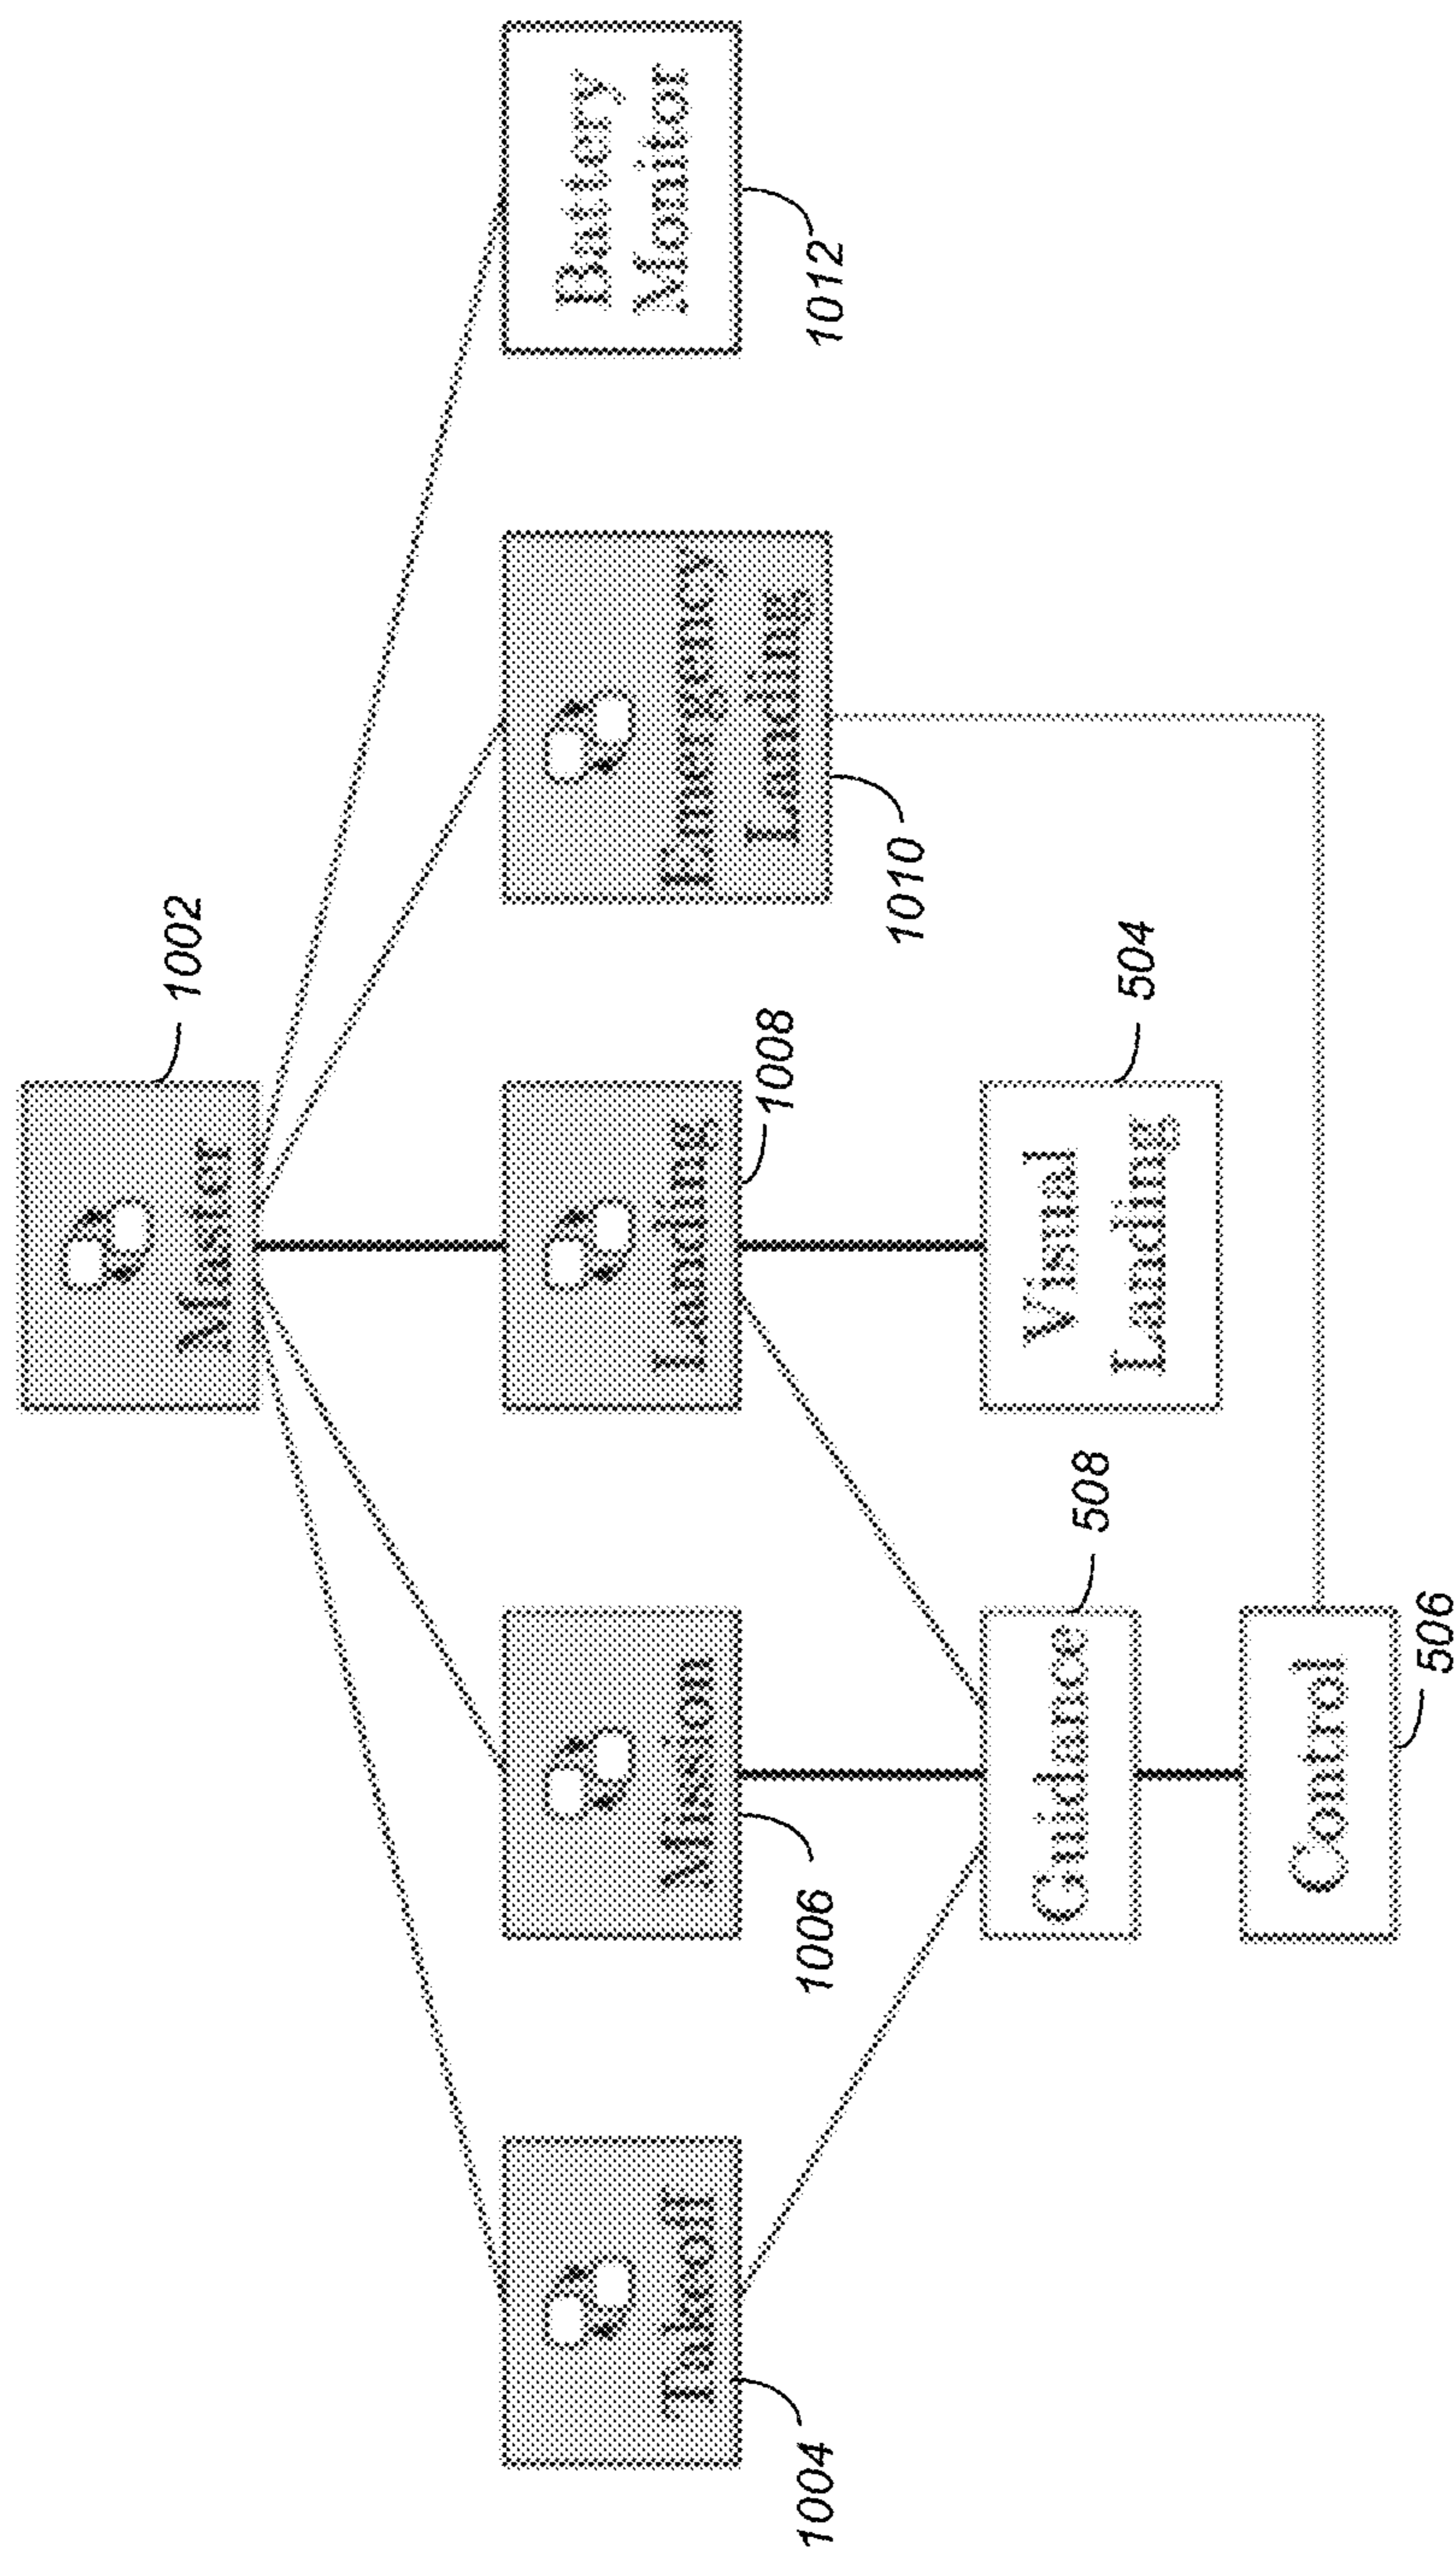 Master
1002
Takeoff
1004
Mission
1006
Landing
1008
Emergency
Landing
1010
Battery
Monitor
1012
Guidance
508
Visual
Landing
504
Control
506